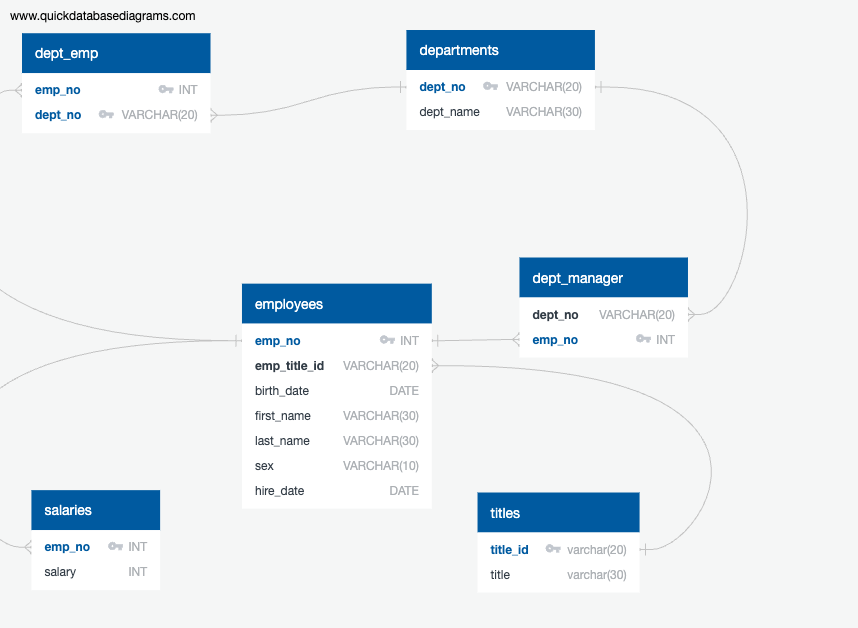 www.quickdatabasediagrams.com
dept_emp
emp_no INT
dept_no VARCHAR(20)
departments
dept_no VARCHAR(20)
dept_name VARCHAR(30)
employees
emp_no INT
emp_title_id VARCHAR(20)
birth_date DATE
first_name VARCHAR(30)
last_name VARCHAR(30)
sex VARCHAR(10)
hire_date DATE
dept_manager
dept_no VARCHAR(20)
emp_no INT
salaries
emp_no INT
salary INT
titles
title_id varchar(20)
title varchar(30)